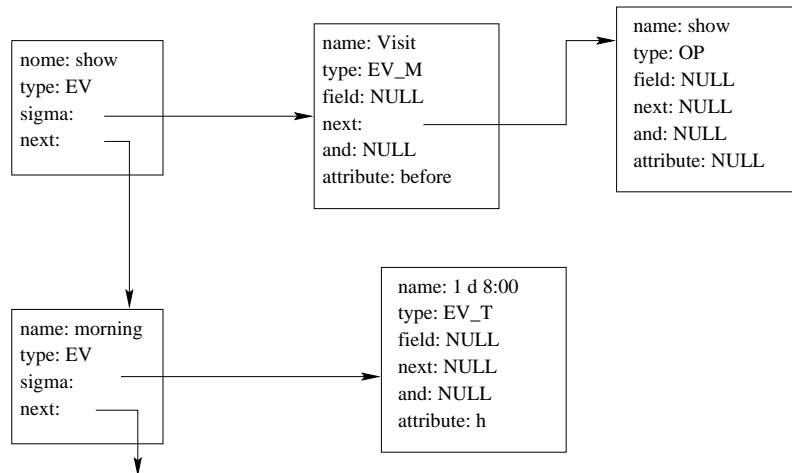 nome: show
type: EV
sigma:
next:
name: Visit
type: EV_M
field: NULL
next:
and: NULL
attribute: before
name: show
type: OP
field: NULL
next: NULL
and: NULL
attribute: NULL
name: morning
type: EV
sigma:
next:
name: 1 d 8:00
type: EV_T
field: NULL
next: NULL
and: NULL
attribute: h